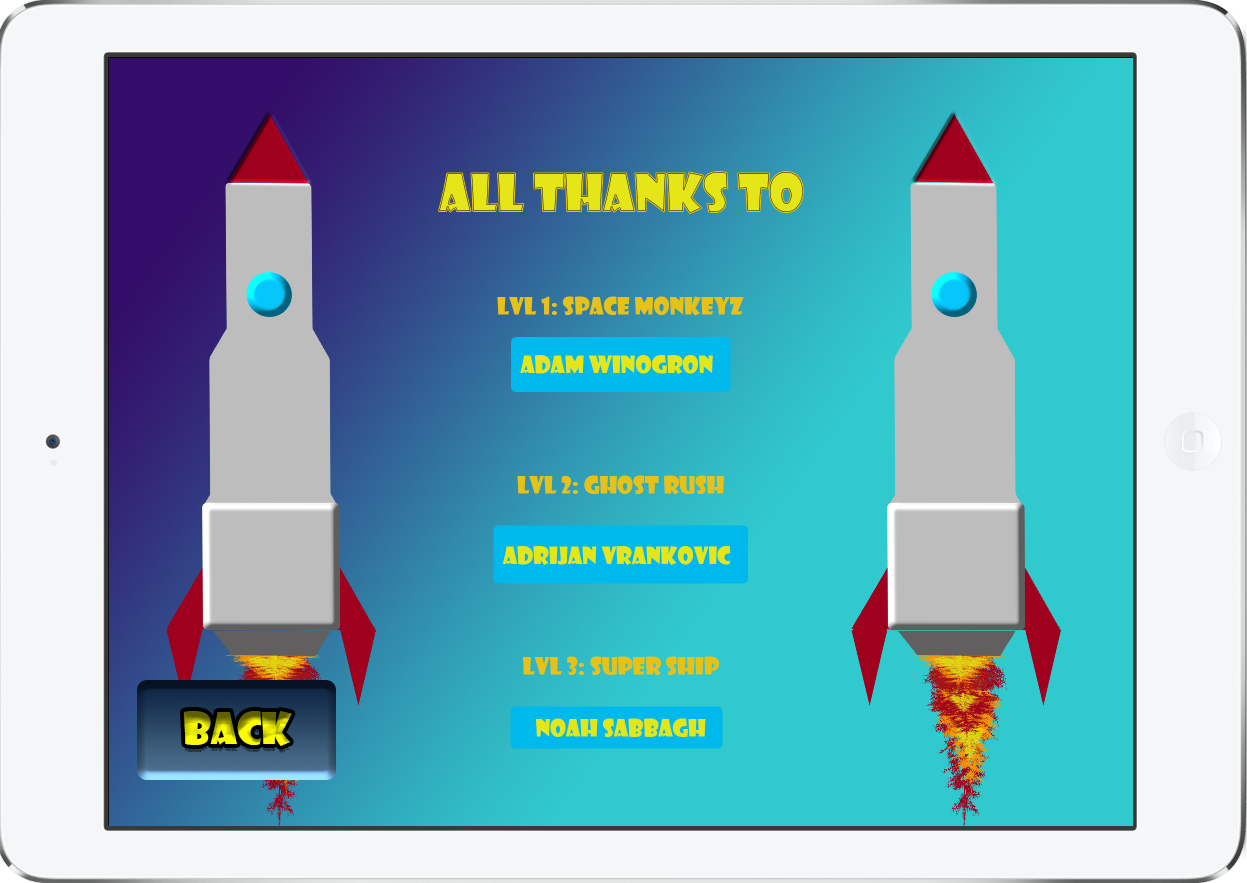 ALL THANKS TO
LVL 1: SPACE MONKEYZ
ADAM WINOGRON
LVL 2: GHOST RUSH
ADRIJAN VRANKOVIC
LVL 3: SUPER SHIP
NOAH SABBAGH
BACK